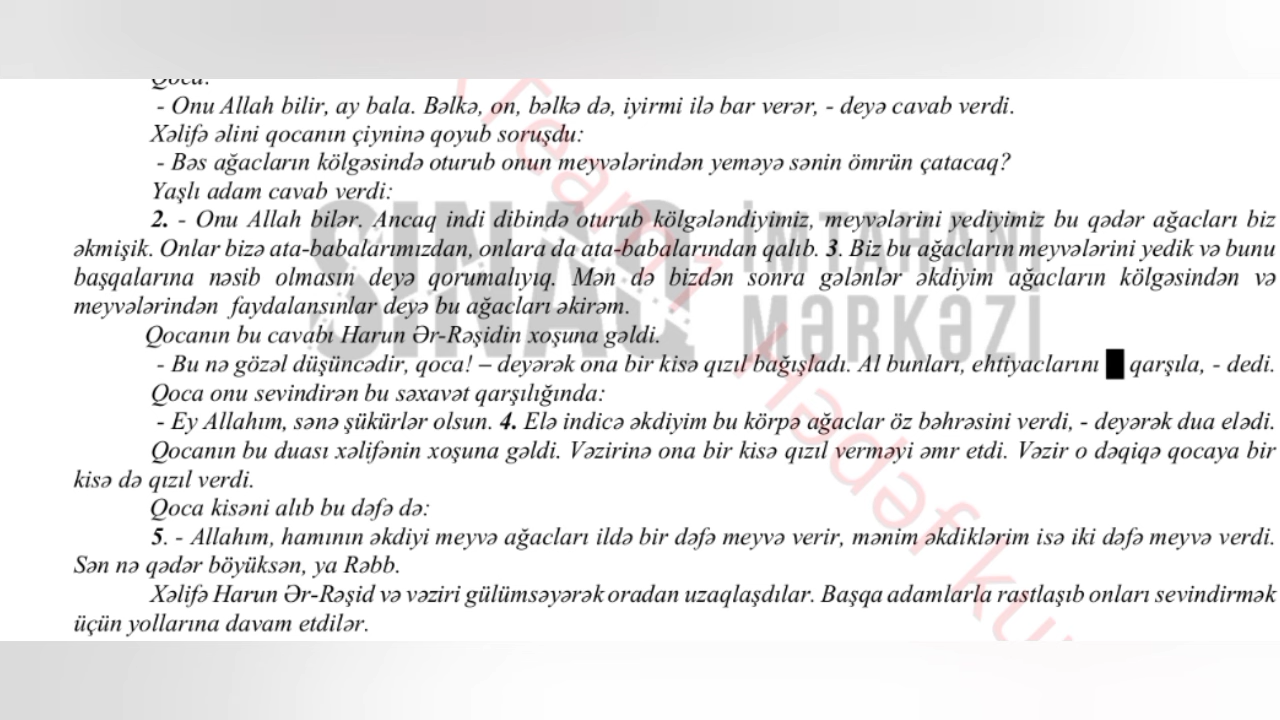 Qoca:
- Onu Allah bilir, ay bala. Bəlkə, on, bəlkə də, iyirmi ilə bar verər, - deyə cavab verdi.
Xəlifə əlini qocanın çiyninə qoyub soruşdu:
- Bəs ağacların kölgəsində oturub onun meyvələrindən yeməyə sənin ömrün çatacaq?
Yaşlı adam cavab verdi:
2. - Onu Allah bilər. Ancaq indi dibində oturub kölgələndiyimiz, meyvələrini yediyimiz bu qədər ağacları biz
əkmişik. Onlar bizə ata-babalarımızdan, onlara da ata-babalarından qalıb. 3. Biz bu ağacların meyvələrini yedik və bunu
başqalarına nəsib olmasın deyə qorumalıyıq. Mən də bizdən sonra gələnlər əkdiyim ağacların kölgəsindən və
meyvələrindən faydalansınlar deyə bu ağacları əkirəm.
Qocanın bu cavabı Harun Ər-Rəşidin xoşuna gəldi.
- Bu nə gözəl düşüncədir, qoca! – deyərək ona bir kisə qızıl bağışladı. Al bunları, ehtiyaclarını qarşıla, - dedi.
Qoca onu sevindirən bu səxavət qarşılığında:
- Ey Allahım, sənə şükürlər olsun. 4. Elə indicə əkdiyim bu körpə ağaclar öz bəhrəsini verdi, - deyərək dua elədi.
Qocanın bu duası xəlifənin xoşuna gəldi. Vəzirinə ona bir kisə qızıl verməyi əmr etdi. Vəzir o dəqiqə qocaya bir
kisə də qızıl verdi.
Qoca kisəni alıb bu dəfə də:
5. - Allahım, hamının əkdiyi meyvə ağacları ildə bir dəfə meyvə verir, mənim əkdiklərim isə iki dəfə meyvə verdi.
Sən nə qədər böyüksən, ya Rəbb.
Xəlifə Harun Ər-Rəşid və vəziri gülümsəyərək oradan uzaqlaşdılar. Başqa adamlarla rastlaşıb onları sevindirmək
üçün yollarına davam etdilər.
SINAQ İMTAHAN
MƏRKƏZİ
Team1 Hədəf